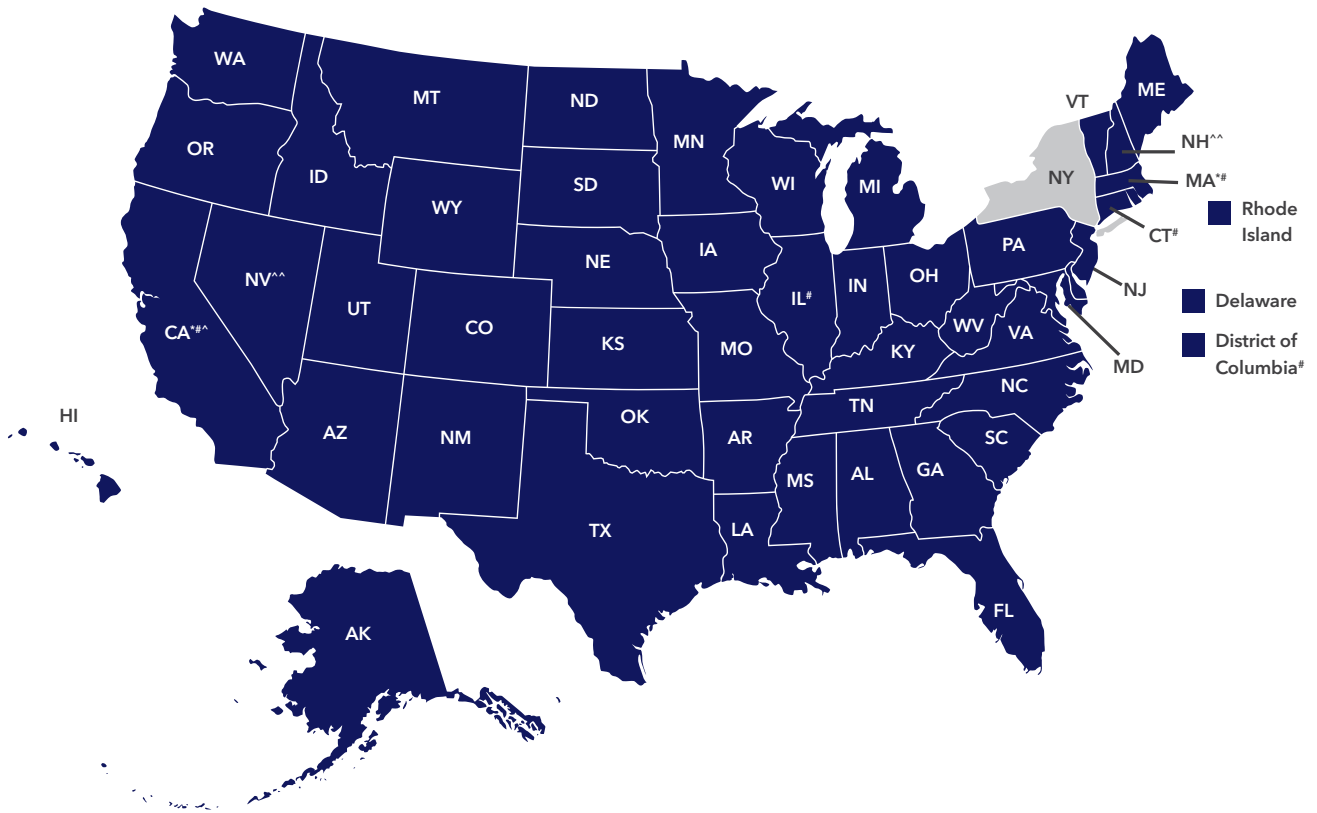 WA
MT
ND
MN
ME
VT
OR
ID
SD
WI
MI
NY
NH^^
MA*#
WY
Rhode
Island
CT#
NV^^
UT
CO
NE
IA
IL#
IN
OH
PA
NJ
Delaware
CA*#^
KS
MO
KY
WV
VA
MD
District of
Columbia#
HI
AZ
NM
OK
AR
TN
NC
SC
MS
AL
GA
TX
LA
FL
AK